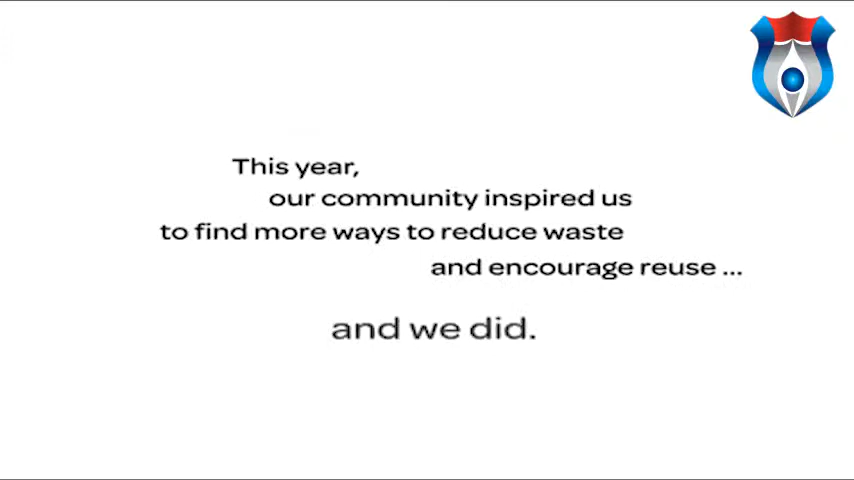 This year,
our community inspired us
to find more ways to reduce waste
and encourage reuse ...
and we did.